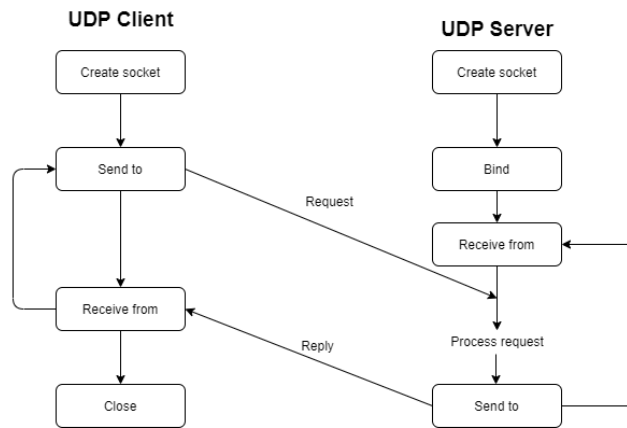 UDP Client
UDP Server
Create socket
Create socket
Send to
Bind
Request
Receive from
Receive from
Process request
Reply
Close
Send to